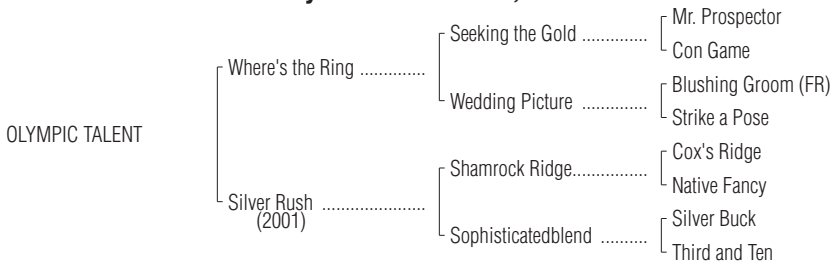 Mr. Prospector
Seeking the Gold ..............
Con Game
Where's the Ring ..............
Blushing Groom (FR)
Wedding Picture ..............
Strike a Pose
OLYMPIC TALENT
Cox's Ridge
Shamrock Ridge................
Native Fancy
Silver Rush ......................
(2001)
Silver Buck
Sophisticatedblend ..........
Third and Ten